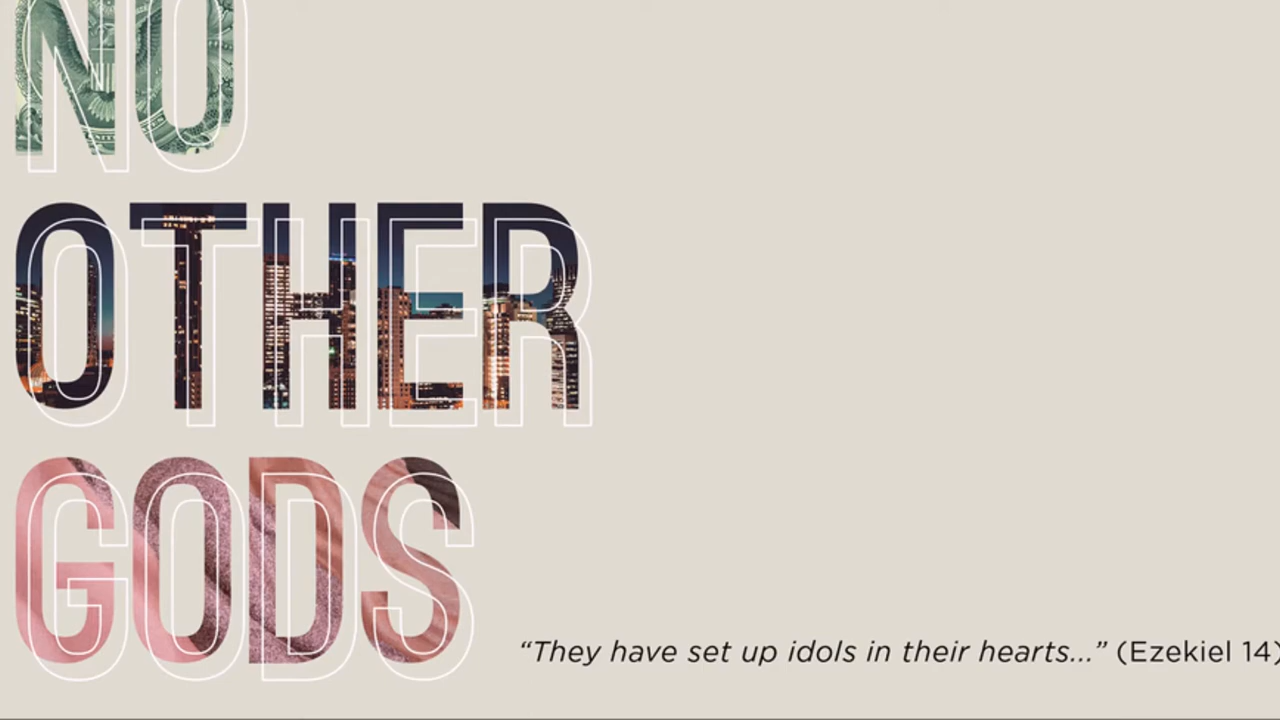 NO
OTHER
GODS
“They have set up idols in their hearts...” (Ezekiel 14)